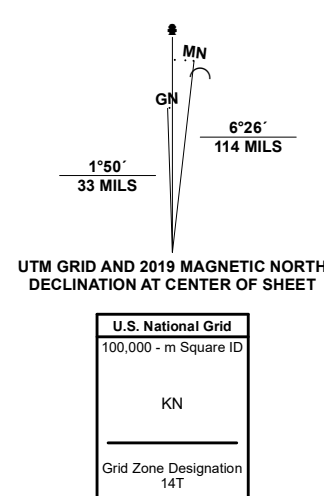 MN
GN
6°26´
114 MILS
1°50´
33 MILS
UTM GRID AND 2019 MAGNETIC NORTH
DECLINATION AT CENTER OF SHEET
U.S. National Grid
100,000 - m Square ID
KN
Grid Zone Designation
14T